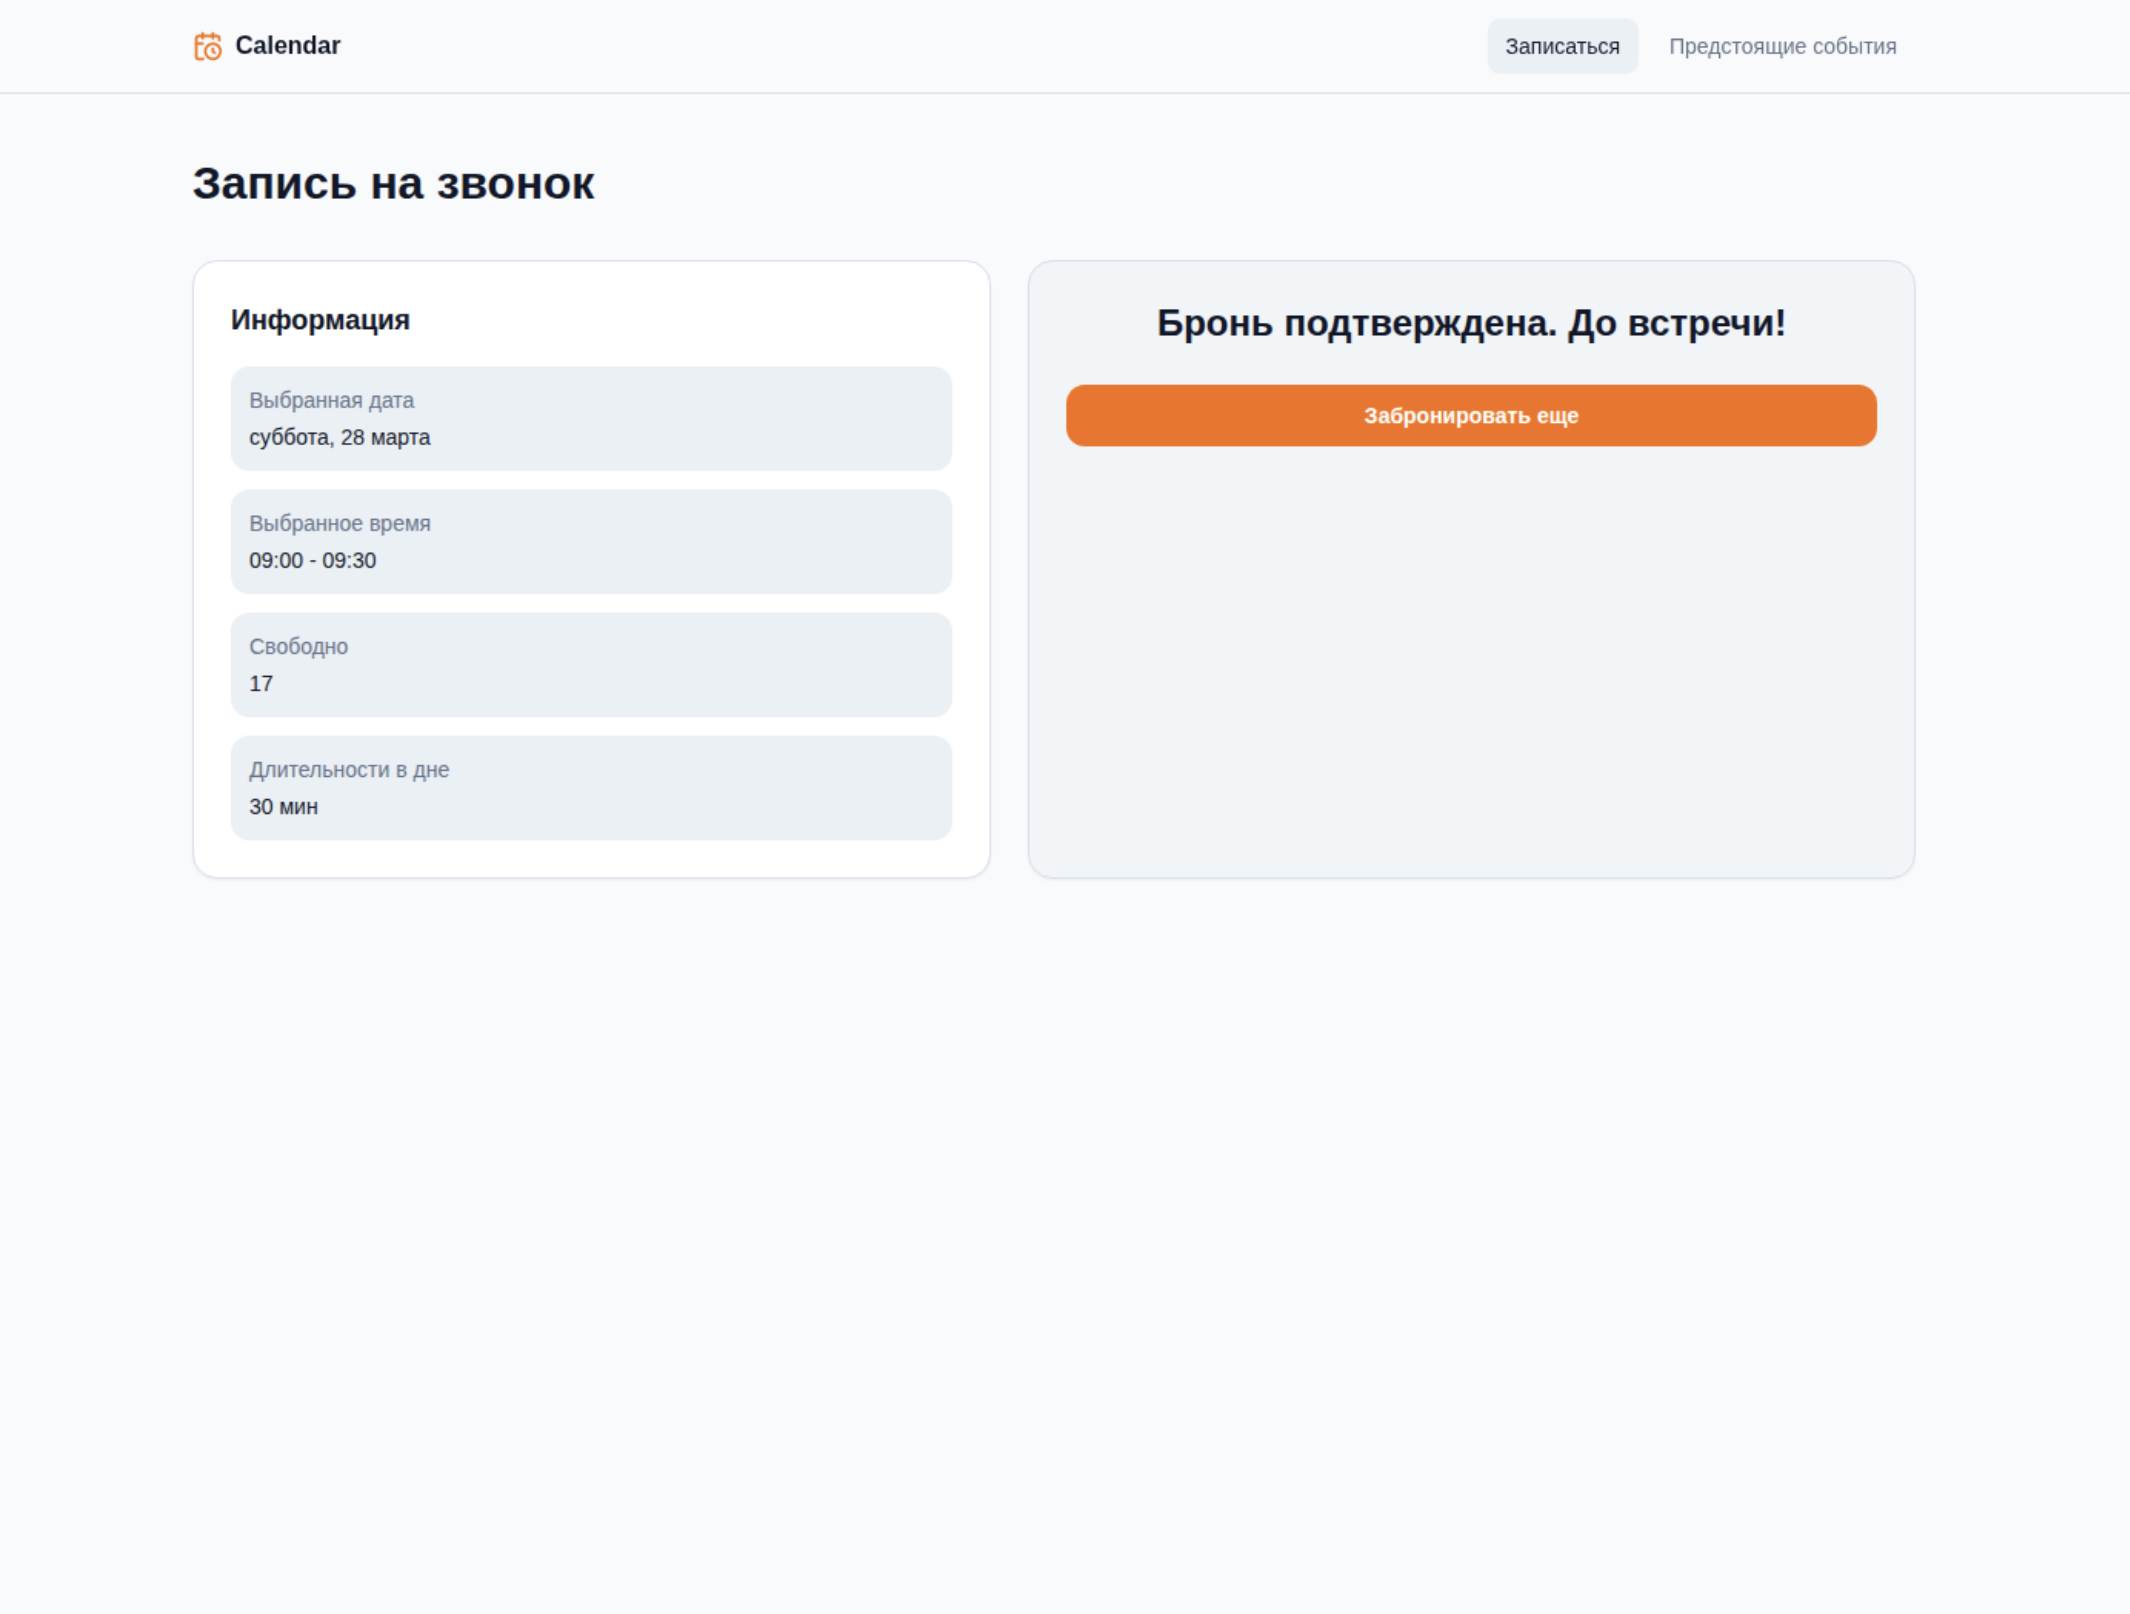 Calendar
Записаться
Предстоящие события
Запись на звонок
Информация
Выбранная дата
суббота, 28 марта
Выбранное время
09:00 - 09:30
Свободно
17
Длительности в дне
30 мин
Бронь подтверждена. До встречи!
Забронировать еще